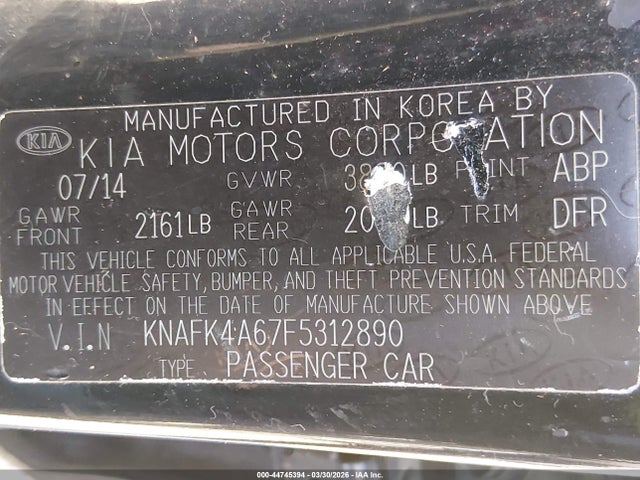 MANUFACTURED IN KOREA BY
KIA KIA MOTORS CORPORATION
07/14 GVWR LB PAINT ABP
GAWR FRONT 2161LB GAWR REAR LB TRIM DFR
THIS VEHICLE CONFORMS TO ALL APPLICABLE U.S.A. FEDERAL
MOTOR VEHICLE SAFETY, BUMPER, AND THEFT PREVENTION STANDARDS
IN EFFECT ON THE DATE OF MANUFACTURE SHOWN ABOVE
V.I.N KNAFK4A67F5312890
TYPE PASSENGER CAR
000-44745394 | 03/30/2026 | IAA, Inc.